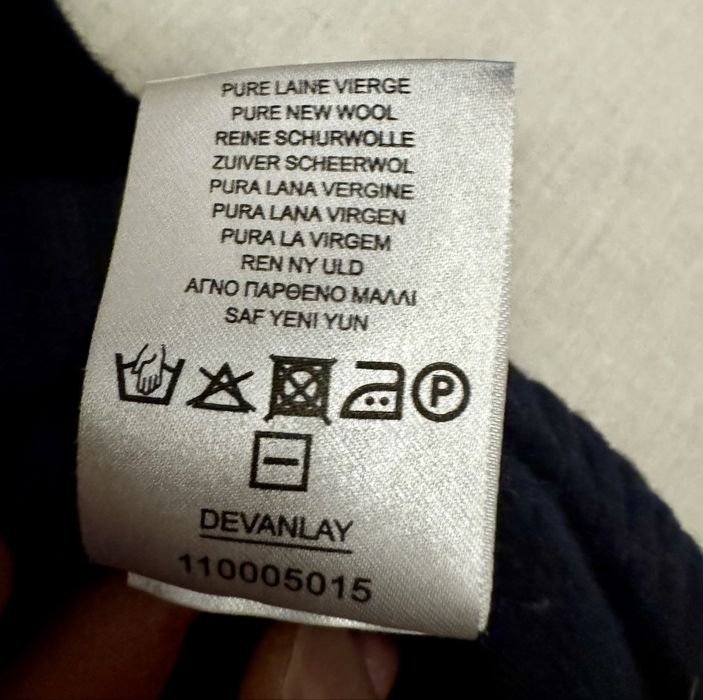 PURE LAINE VIERGE
PURE NEW WOOL
REINE SCHURWOLLE
ZUIVER SCHEERWOL
PURA LANA VERGINE
PURA LANA VIRGEN
PURA LA VIRGEM
REN NY ULD
ΑΓΝΟ ΠΑΡΘΕΝΟ ΜΑΛΛΙ
SAF YENI YUN
P
DEVANLAY
110005015